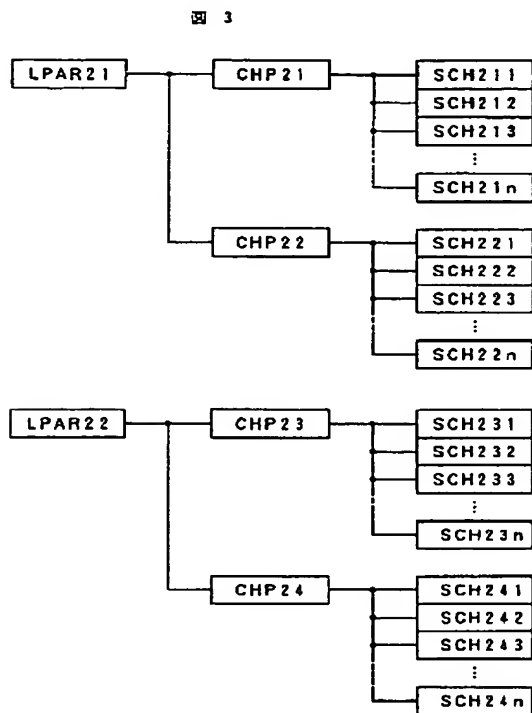 図 3
LPAR21 CHP21 SCH211
SCH212
SCH213
⋮
SCH21n
CHP22 SCH221
SCH222
SCH223
⋮
SCH22n
LPAR22 CHP23 SCH231
SCH232
SCH233
⋮
SCH23n
CHP24 SCH241
SCH242
SCH243
⋮
SCH24n